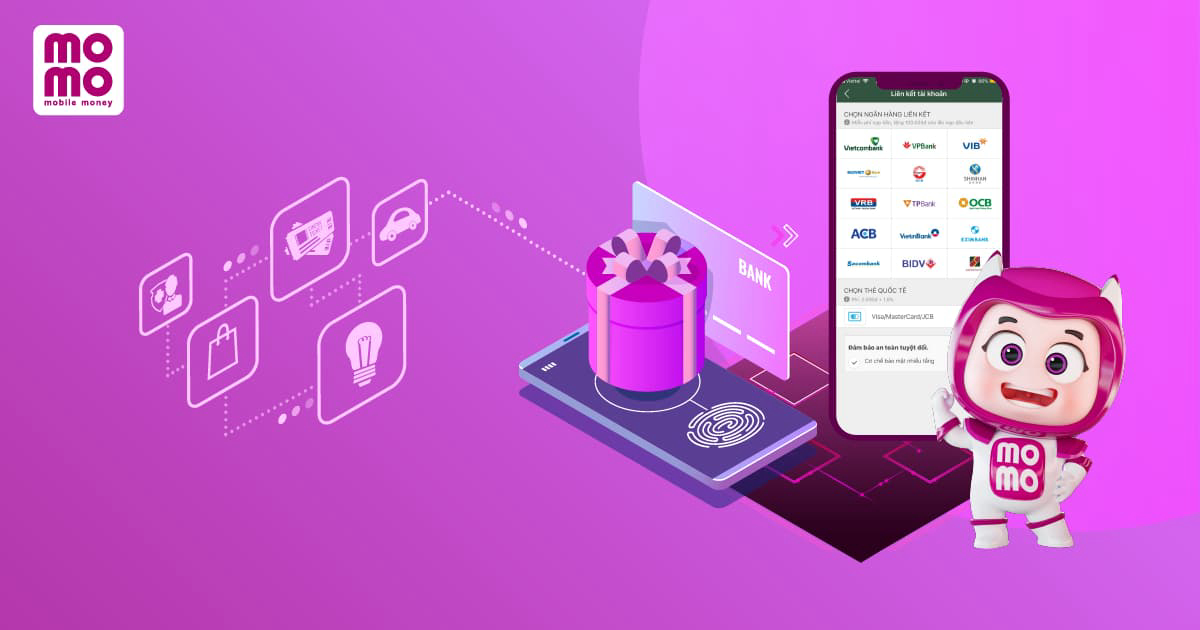 mo
mo
mobile money
Viettel
Liên kết tài khoản
CHỌN NGÂN HÀNG LIÊN KẾT
Vietcombank
VPBank
VIB
SHINHAN
VRB
TPBank
OCB
ACB
VietinBank
EXIMBANK
Sacombank
BIDV
CHỌN THẺ QUỐC TẾ
Visa/MasterCard/JCB
Đảm bảo an toàn tuyệt đối.
Cơ chế bảo mật nhiều tầng
BANK
mo
mo